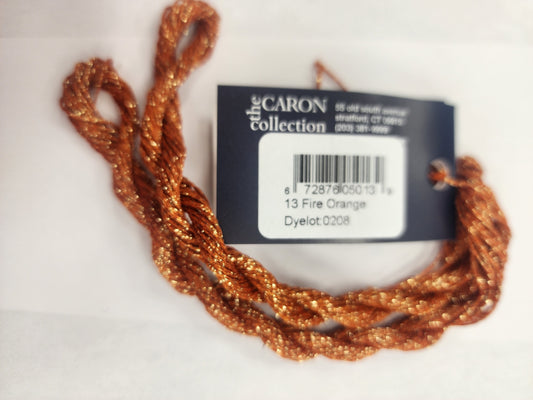 the CARON
collection
55 old south avenue
stratford, CT 06615
(203) 381-9999
6 72876 05013 9
13 Fire Orange
Dyelot:0208